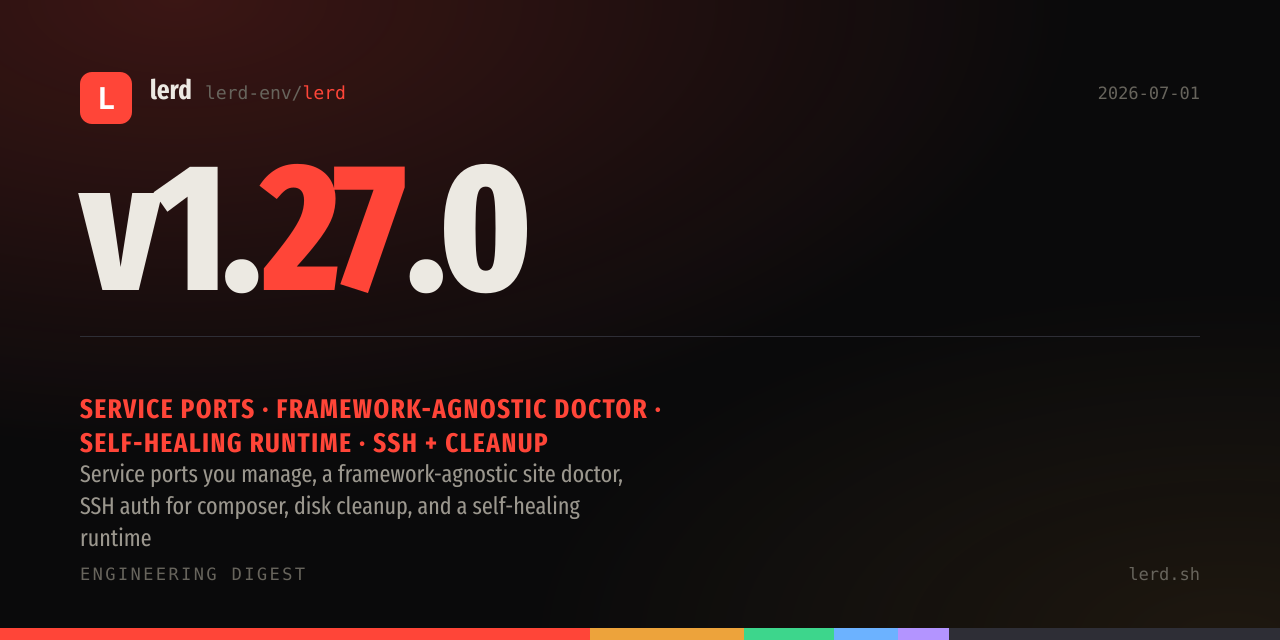 L lerd lerd-env/lerd 2026-07-01
v1.27.0
SERVICE PORTS · FRAMEWORK-AGNOSTIC DOCTOR ·
SELF-HEALING RUNTIME · SSH + CLEANUP
Service ports you manage, a framework-agnostic site doctor,
SSH auth for composer, disk cleanup, and a self-healing
runtime
ENGINEERING DIGEST lerd.sh